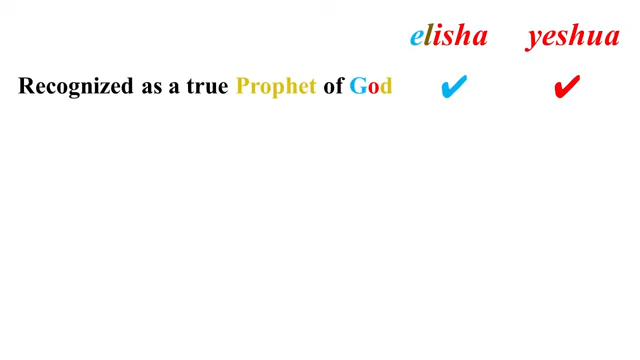 elisha yeshua
Recognized as a true Prophet of God ✔ ✔